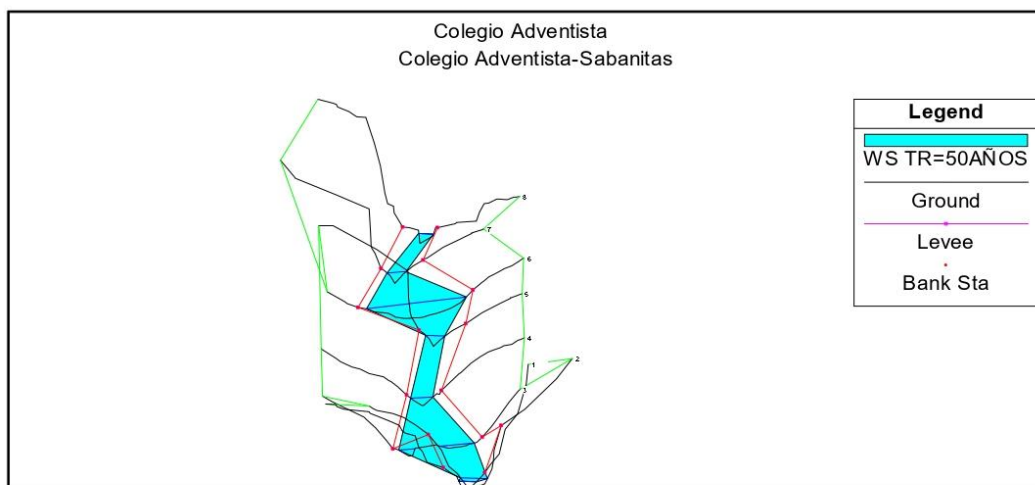 Colegio Adventista
Colegio Adventista-Sabanitas
Legend
WS TR=50AÑOS
Ground
Levee
Bank Sta
8
7
6
5
4
1
2
3